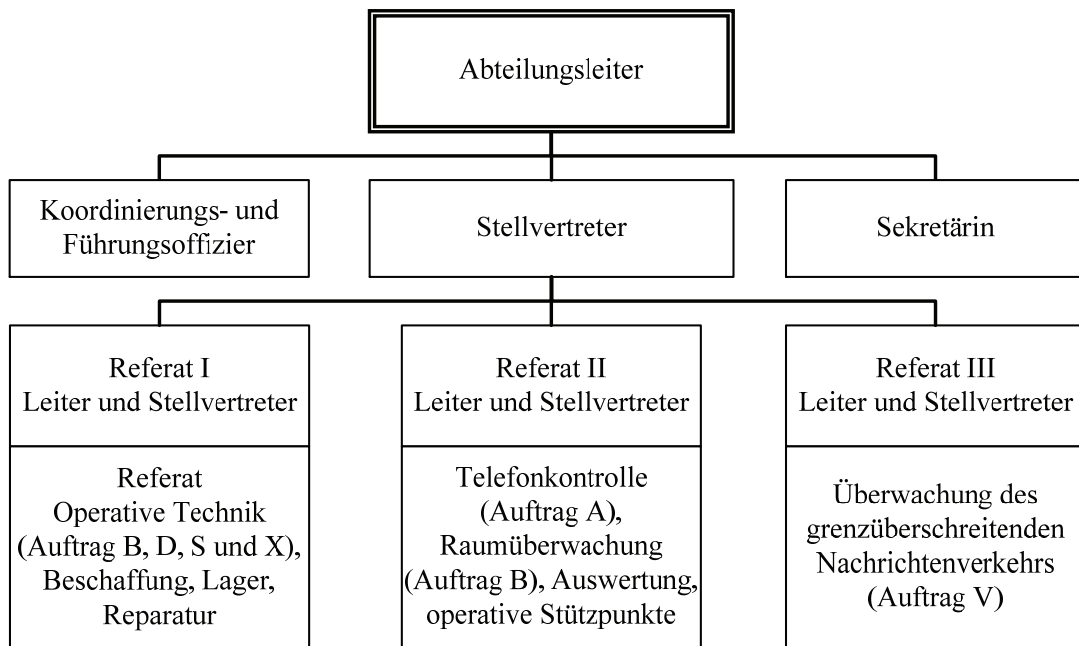 Abteilungsleiter
Koordinierungs- und
Führungsoffizier
Stellvertreter
Sekretärin
Referat I
Leiter und Stellvertreter
Referat II
Leiter und Stellvertreter
Referat III
Leiter und Stellvertreter
Referat
Operative Technik
(Auftrag B, D, S und X),
Beschaffung, Lager,
Reparatur
Telefonkontrolle
(Auftrag A),
Raumüberwachung
(Auftrag B), Auswertung,
operative Stützpunkte
Überwachung des
grenzüberschreitenden
Nachrichtenverkehrs
(Auftrag V)